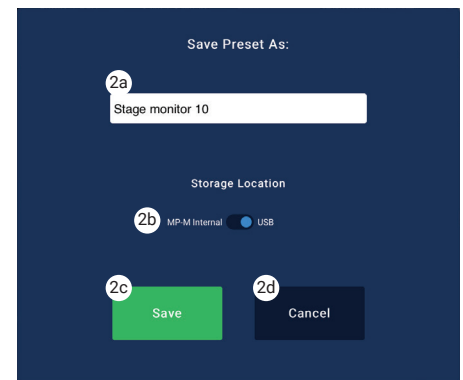 Save Preset As:
2a
Stage monitor 10
Storage Location
2b MP-M Internal USB
2c 2d
Save Cancel